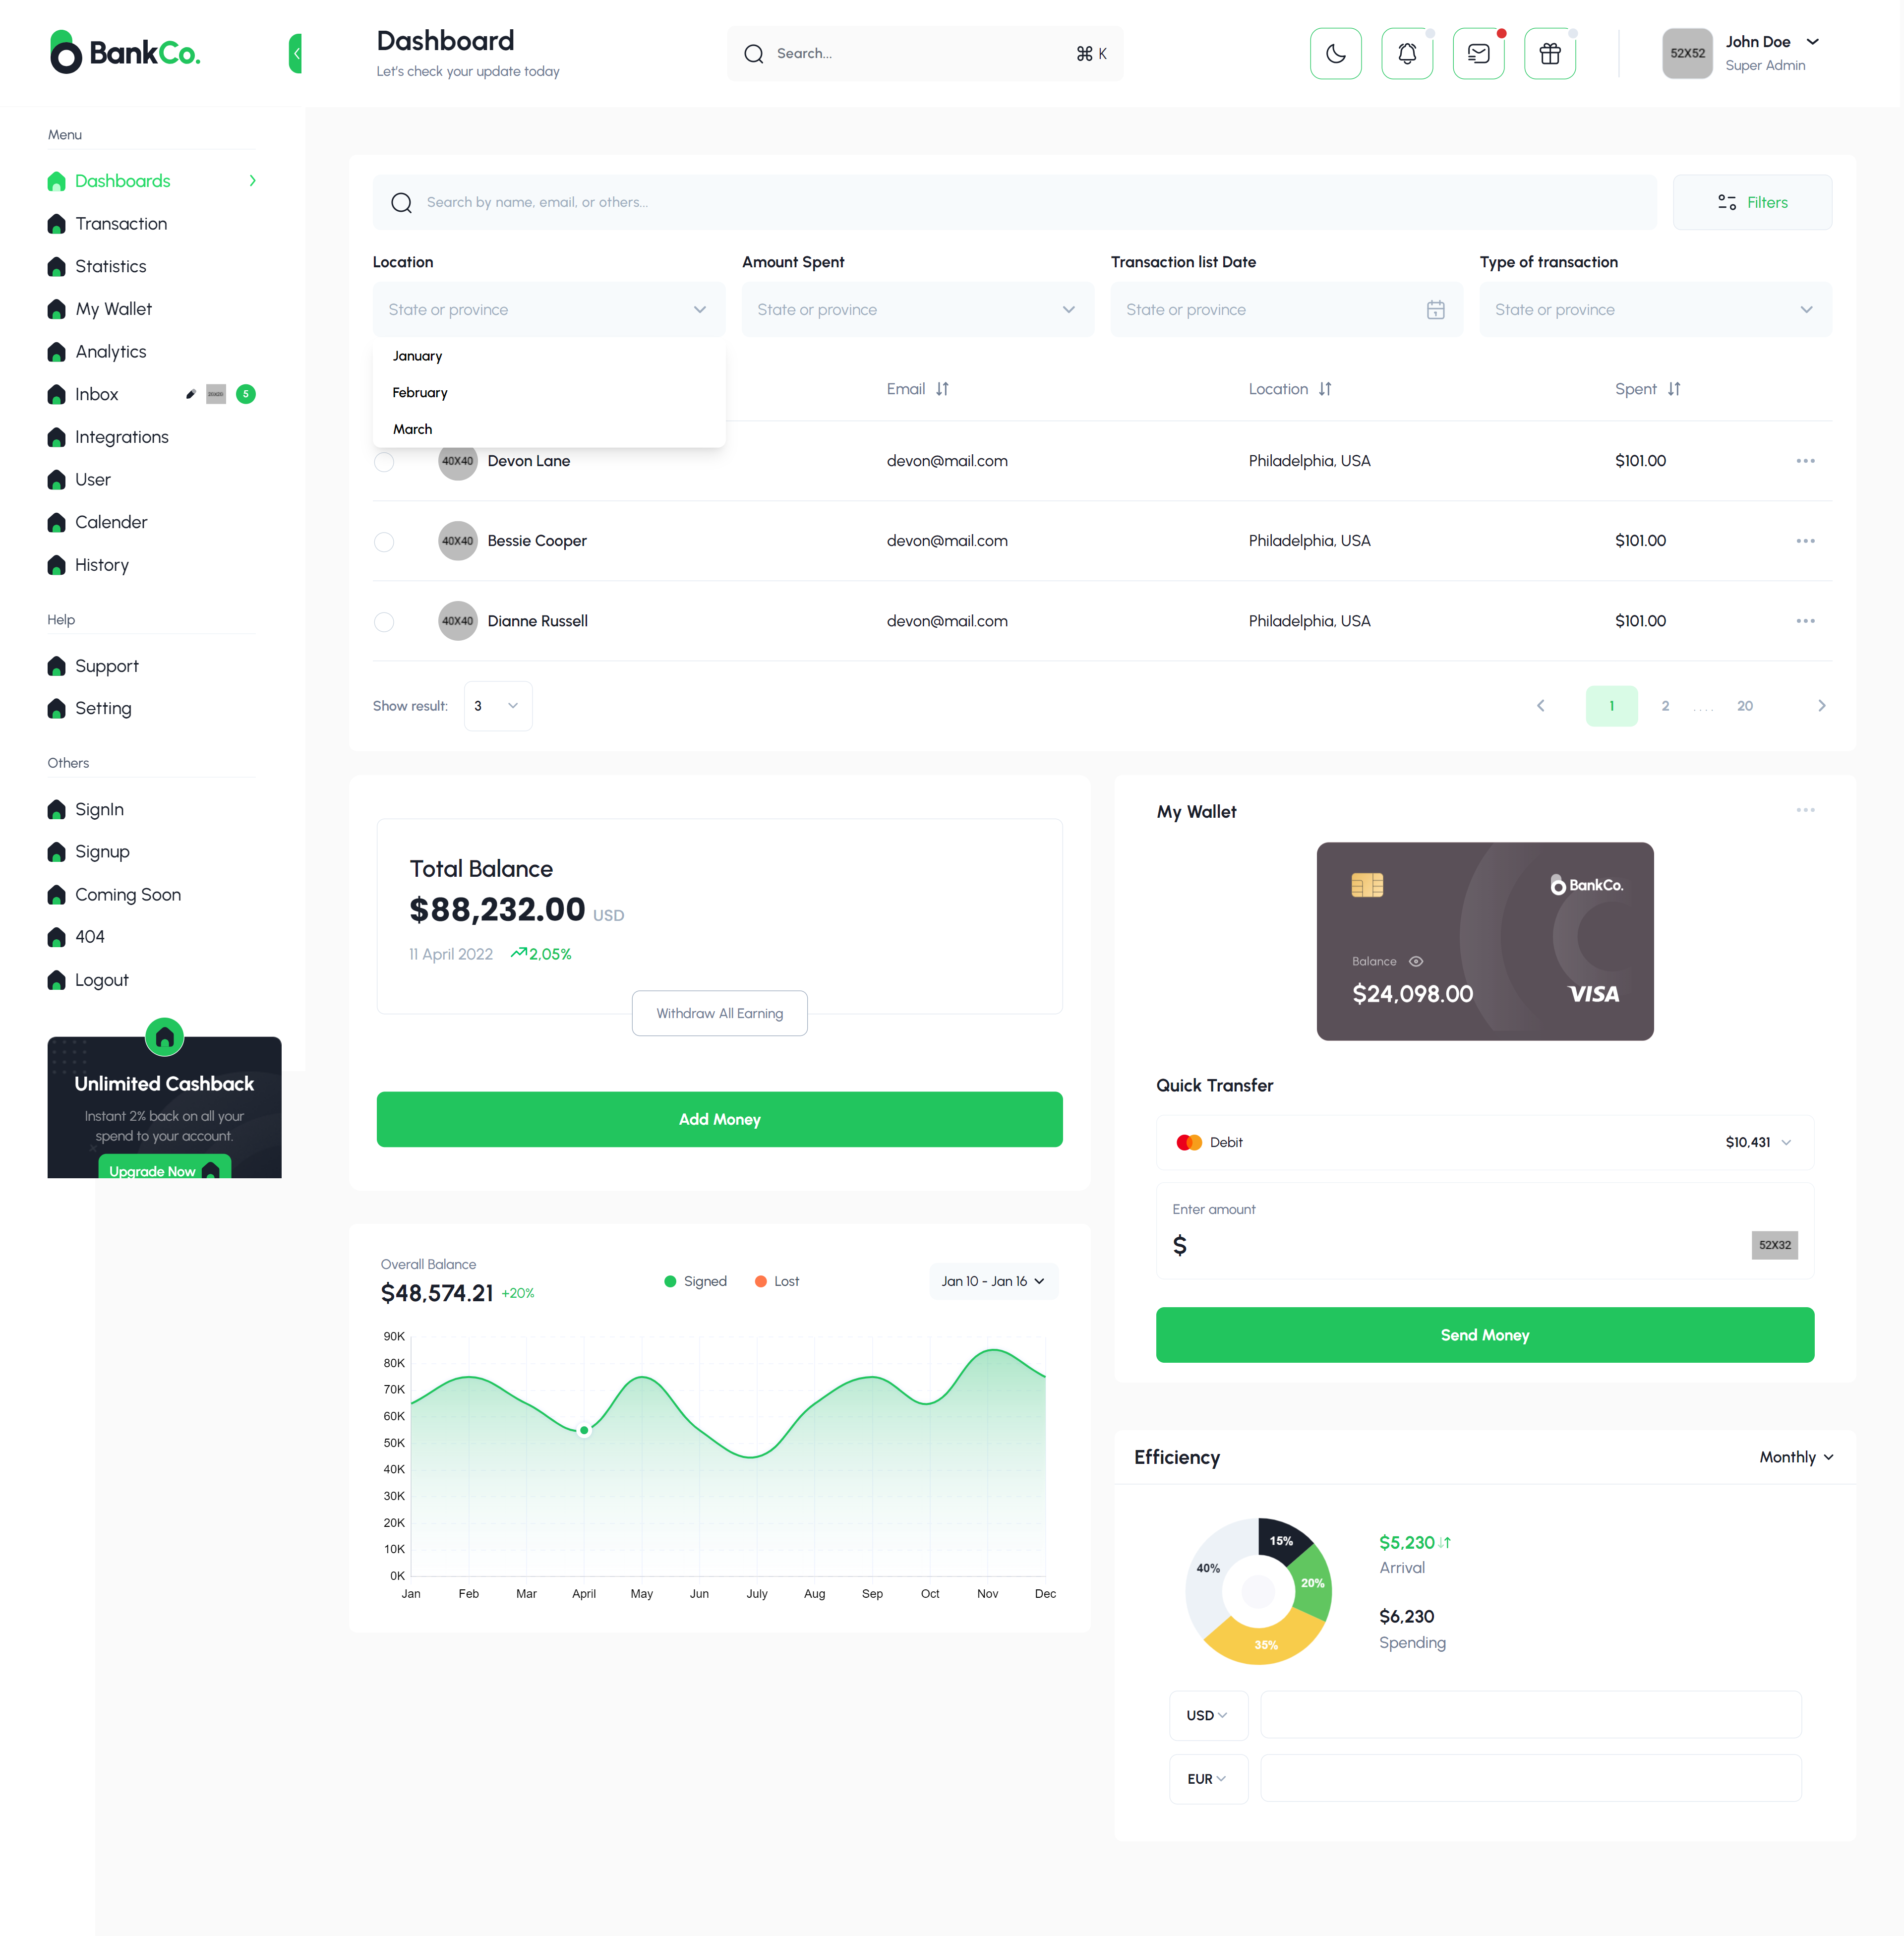 BankCo.
Dashboard
Let's check your update today
Search...
⌘ K
52X52
John Doe
Super Admin
Menu
Dashboards
Transaction
Statistics
My Wallet
Analytics
Inbox
20X20
5
Integrations
User
Calender
History
Help
Support
Setting
Others
SignIn
Signup
Coming Soon
404
Logout
Unlimited Cashback
Instant 2% back on all your
spend to your account.
Upgrade Now
Search by name, email, or others...
Filters
Location
Amount Spent
Transaction list Date
Type of transaction
State or province
State or province
State or province
1
State or province
January
February
March
Email
Location
Spent
40X40
Devon Lane
devon@mail.com
Philadelphia, USA
$101.00
40X40
Bessie Cooper
devon@mail.com
Philadelphia, USA
$101.00
40X40
Dianne Russell
devon@mail.com
Philadelphia, USA
$101.00
Show result:
3
1
2
....
20
Total Balance
$88,232.00 USD
11 April 2022
2,05%
Withdraw All Earning
Add Money
My Wallet
BankCo.
Balance
$24,098.00
VISA
Quick Transfer
Debit
$10,431
Enter amount
$
52X32
Send Money
Overall Balance
$48,574.21 +20%
Signed
Lost
Jan 10 - Jan 16
90K
80K
70K
60K
50K
40K
30K
20K
10K
0K
Jan
Feb
Mar
April
May
Jun
July
Aug
Sep
Oct
Nov
Dec
Efficiency
Monthly
15%
40%
20%
35%
$5,230
Arrival
$6,230
Spending
USD
EUR